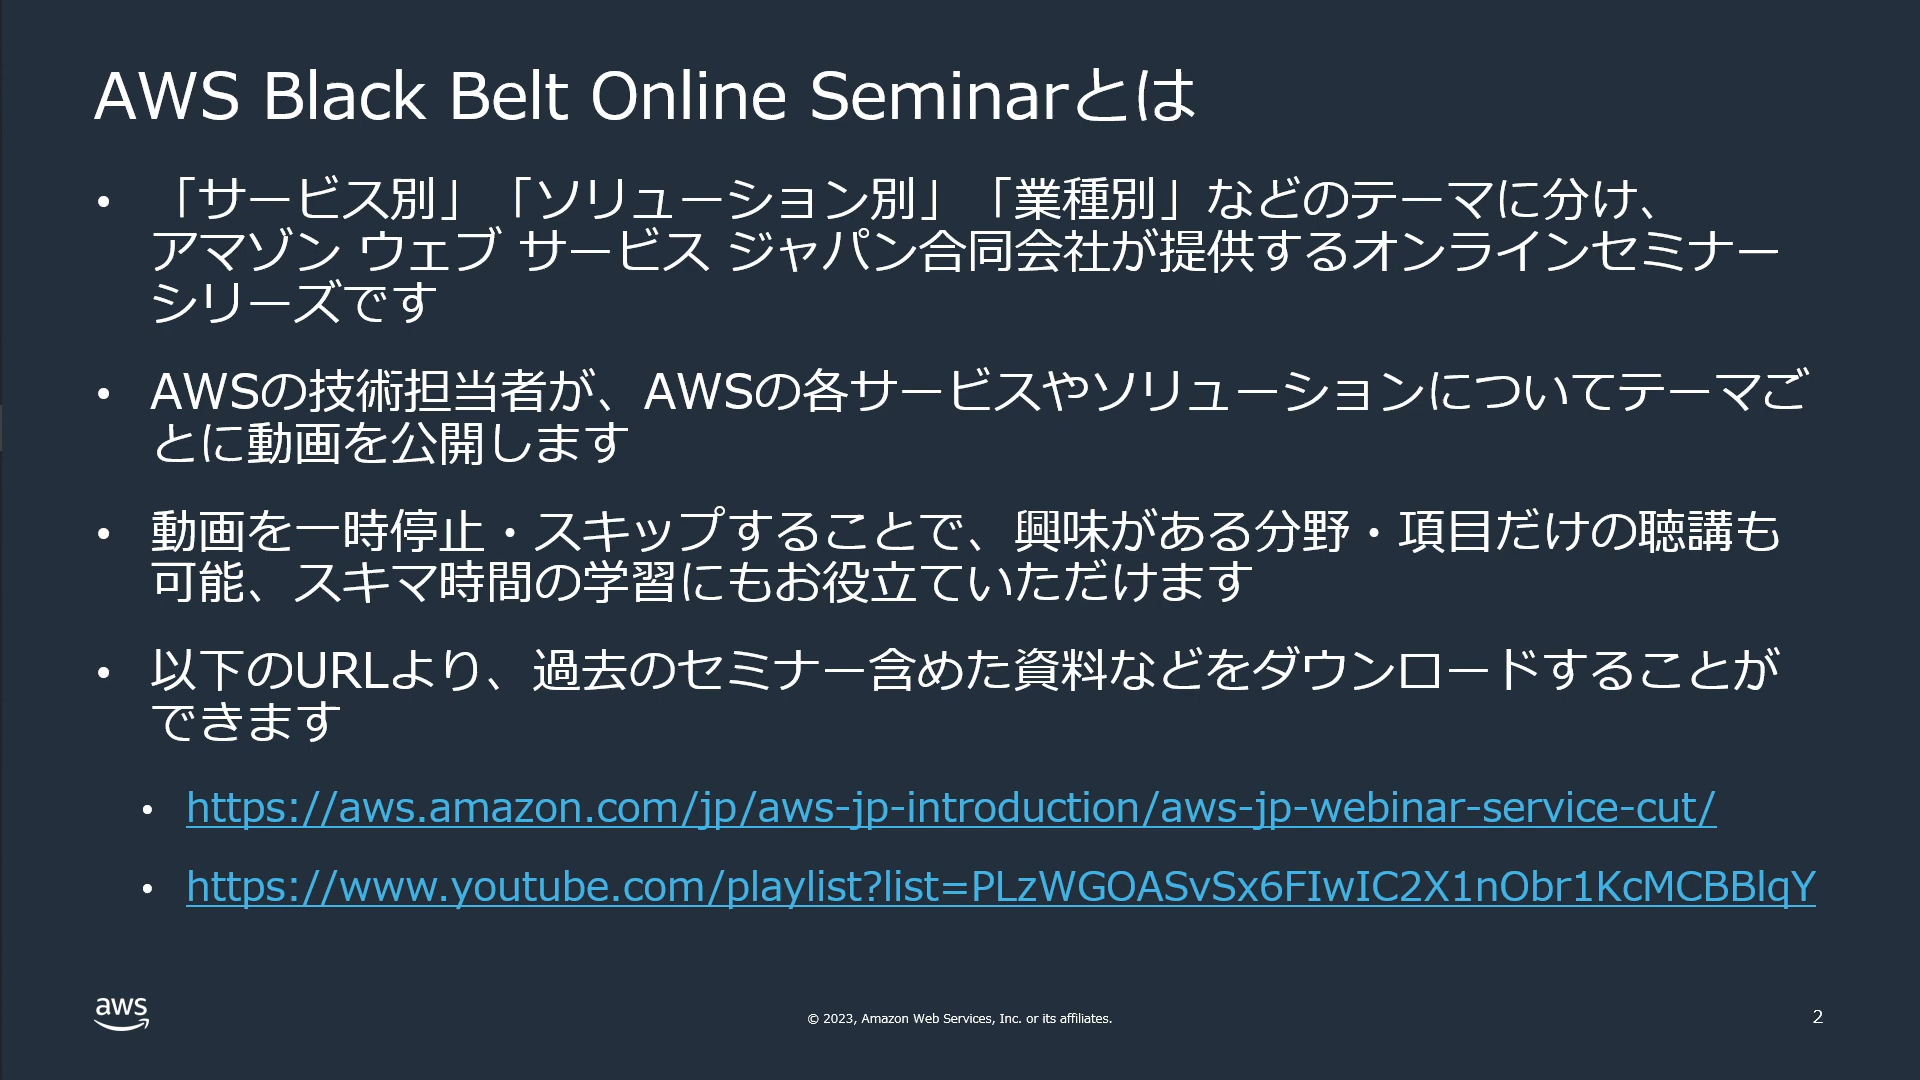 AWS Black Belt Online Seminarとは
• 「サービス別」「ソリューション別」「業種別」などのテーマに分け、
アマゾン ウェブ サービス ジャパン合同会社が提供するオンラインセミナー
シリーズです
• AWSの技術担当者が、AWSの各サービスやソリューションについてテーマご
とに動画を公開します
• 動画を一時停止・スキップすることで、興味がある分野・項目だけの聴講も
可能、スキマ時間の学習にもお役立ていただけます
• 以下のURLより、過去のセミナー含めた資料などをダウンロードすることが
できます
• https://aws.amazon.com/jp/aws-jp-introduction/aws-jp-webinar-service-cut/
• https://www.youtube.com/playlist?list=PLzWGOASvSx6FIwIC2X1nObr1KcMCBBlqY
aws
© 2023, Amazon Web Services, Inc. or its affiliates.
2